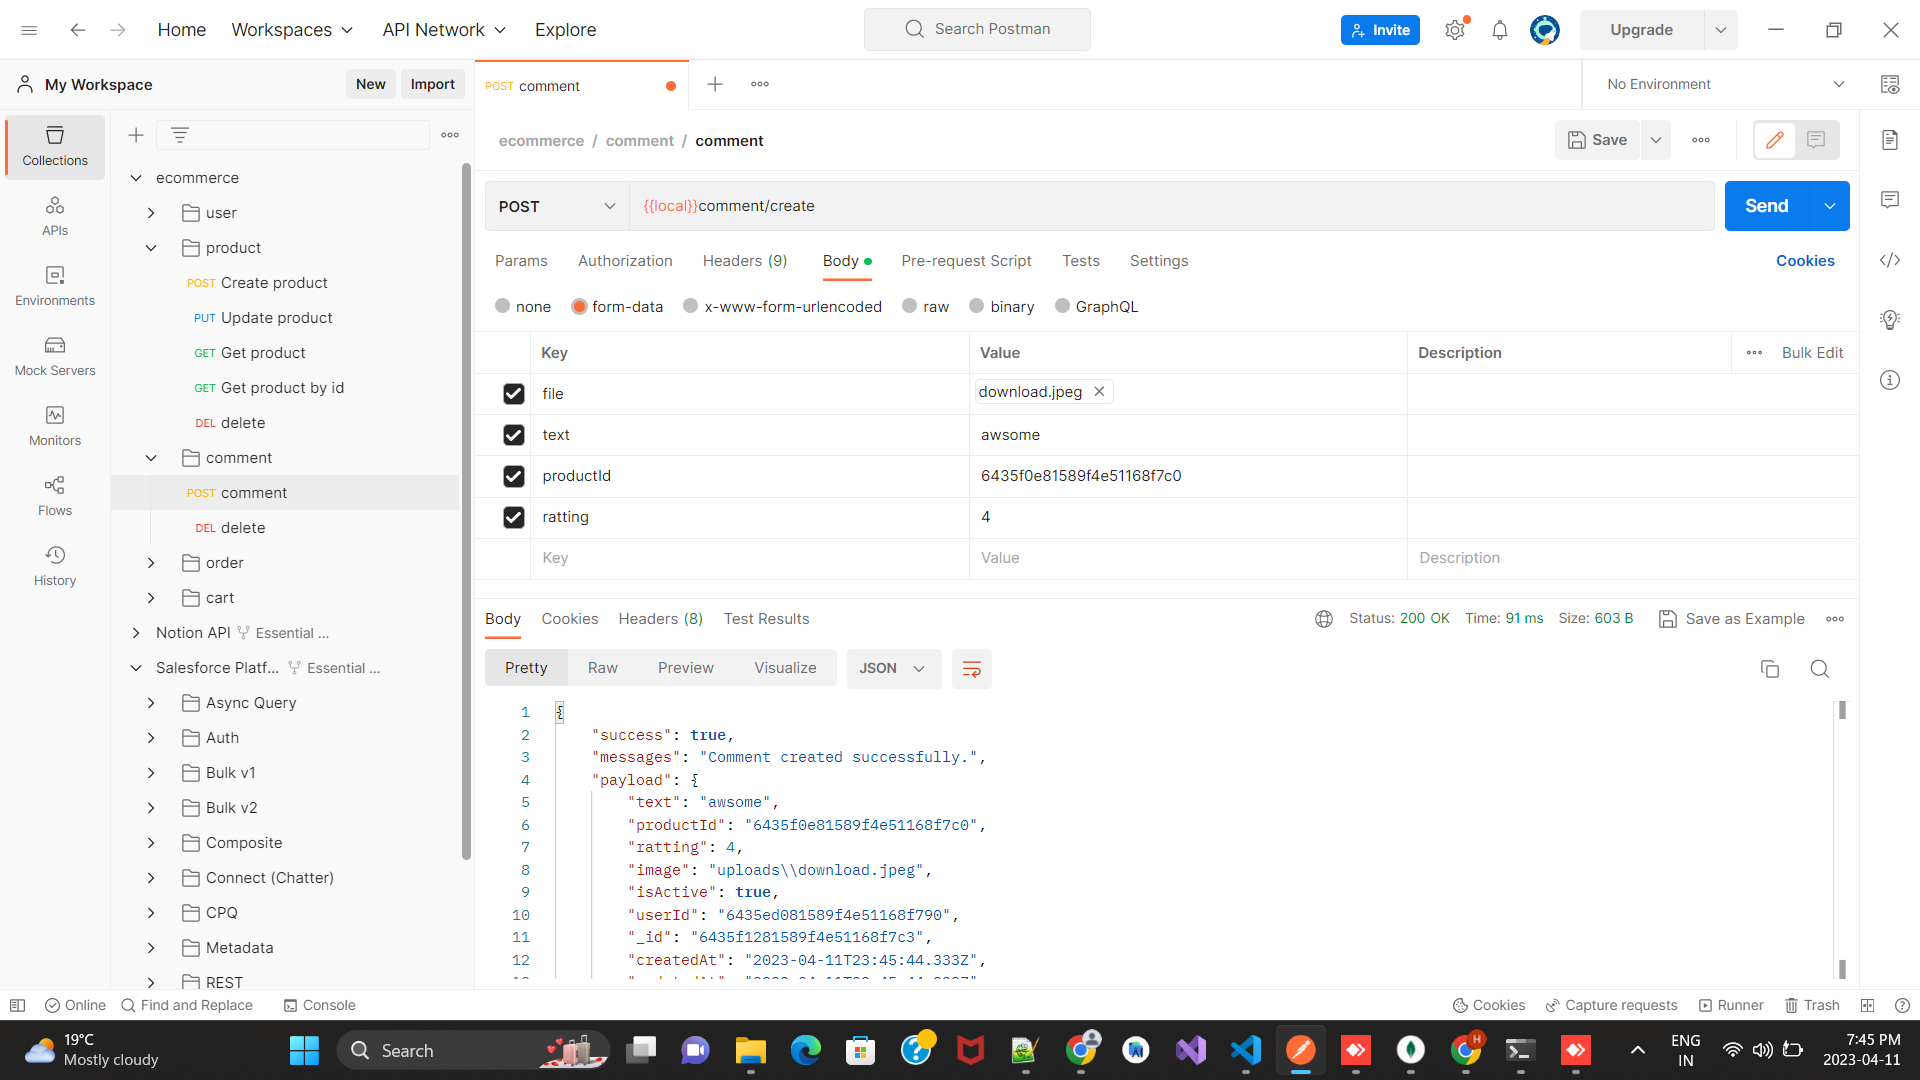 Home Workspaces API Network Explore Search Postman Invite Upgrade
My Workspace New Import POST comment No Environment
Collections
APIs
Environments
Mock Servers
Monitors
Flows
History
ecommerce
user
product
POST Create product
PUT Update product
GET Get product
GET Get product by id
DEL delete
comment
POST comment
DEL delete
order
cart
Notion API Essential ...
Salesforce Platf... Essential ...
Async Query
Auth
Bulk v1
Bulk v2
Composite
Connect (Chatter)
CPQ
Metadata
REST
ecommerce / comment / comment Save
POST {{local}}comment/create Send
Params Authorization Headers (9) Body Pre-request Script Tests Settings Cookies
none form-data x-www-form-urlencoded raw binary GraphQL
Key Value Description Bulk Edit
file download.jpeg
text awsome
productId 6435f0e81589f4e51168f7c0
ratting 4
Key Value Description
Body Cookies Headers (8) Test Results Status: 200 OK Time: 91 ms Size: 603 B Save as Example
Pretty Raw Preview Visualize JSON
1 {
2 "success": true,
3 "messages": "Comment created successfully.",
4 "payload": {
5 "text": "awsome",
6 "productId": "6435f0e81589f4e51168f7c0",
7 "ratting": 4,
8 "image": "uploads\\download.jpeg",
9 "isActive": true,
10 "userId": "6435ed081589f4e51168f790",
11 "_id": "6435f1281589f4e51168f7c3",
12 "createdAt": "2023-04-11T23:45:44.333Z",
Online Find and Replace Console Cookies Capture requests Runner Trash
19°C
Mostly cloudy
Search
ENG
IN
7:45 PM
2023-04-11